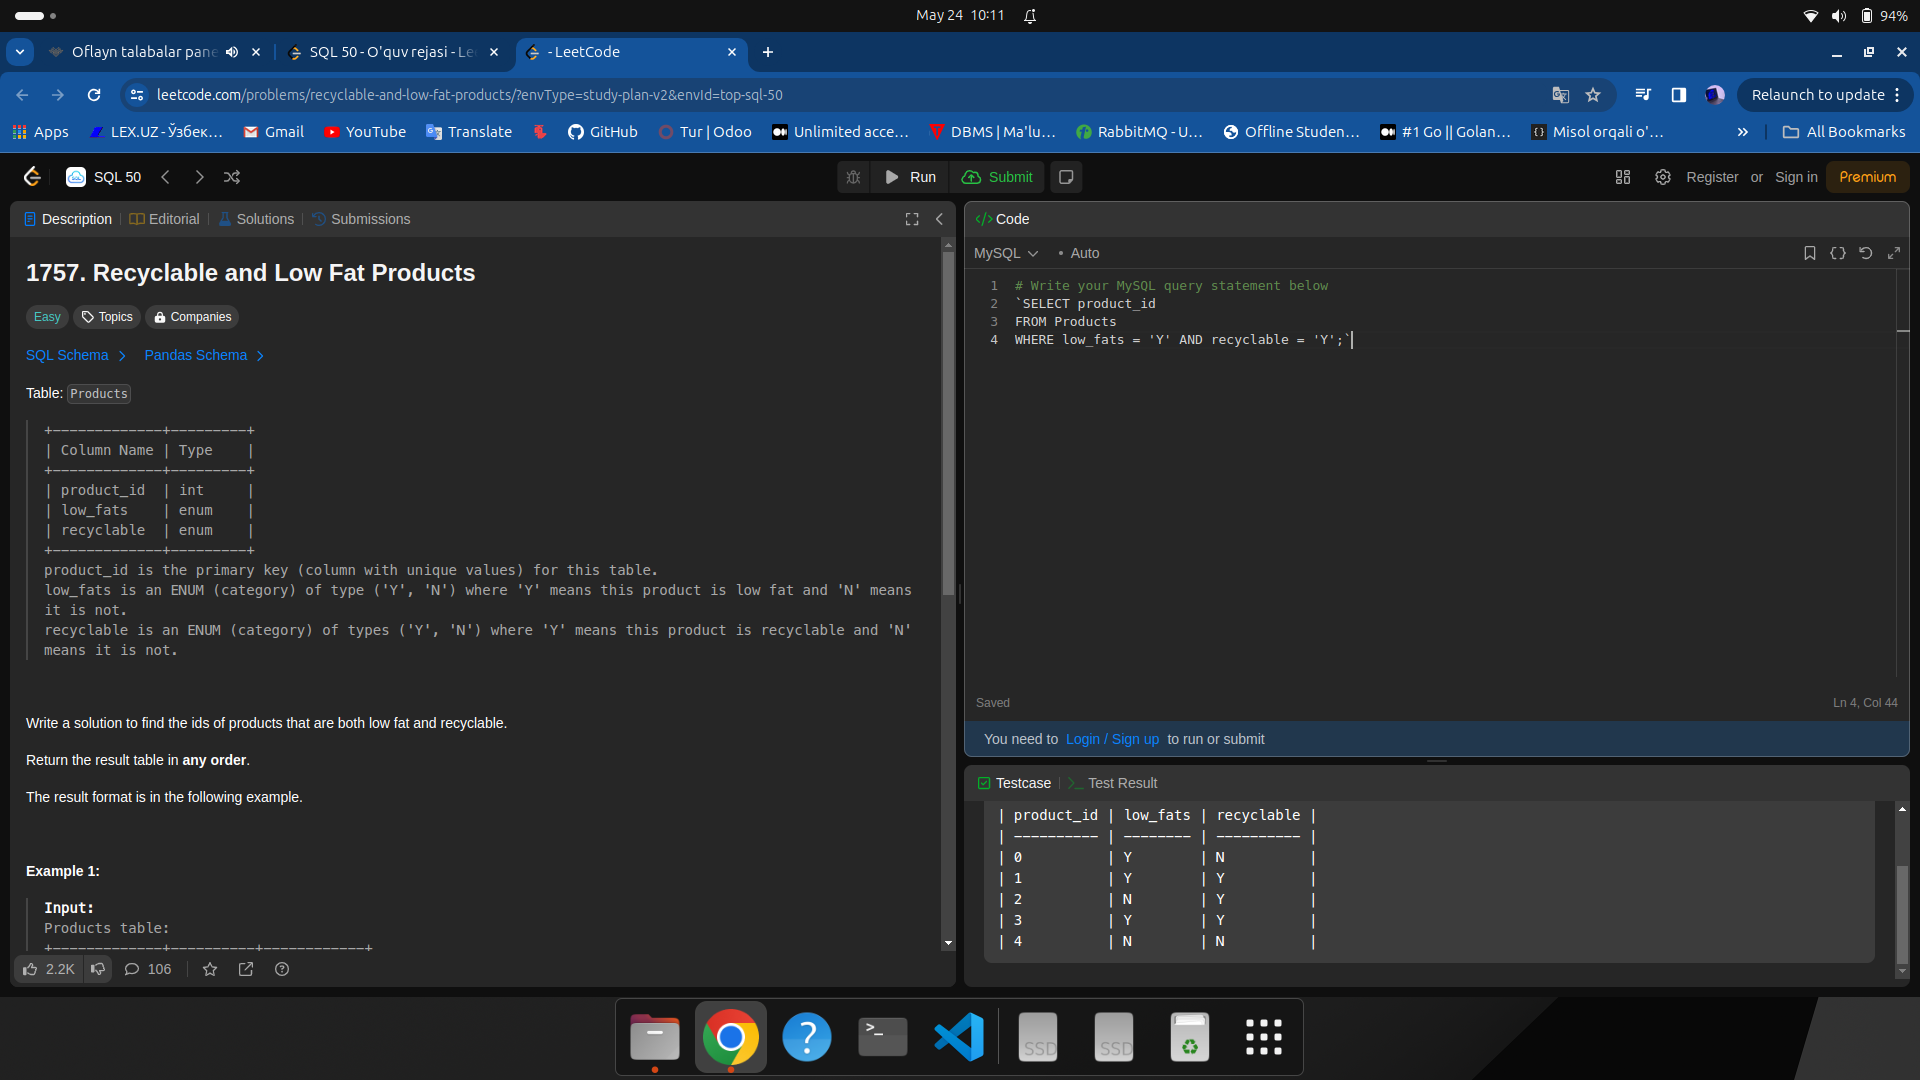 May 24 10:11
94%
Oflayn talabalar pane
SQL 50 - O'quv rejasi - Lee
- LeetCode
leetcode.com/problems/recyclable-and-low-fat-products/?envType=study-plan-v2&envId=top-sql-50
Relaunch to update
Apps
LEX.UZ - Ўзбек...
Gmail
YouTube
Translate
GitHub
Tur | Odoo
Unlimited acce...
DBMS | Ma'lu...
RabbitMQ - U...
Offline Studen...
#1 Go || Golan...
Misol orqali o'...
All Bookmarks
SQL 50
Run
Submit
Register or Sign in
Premium
Description
Editorial
Solutions
Submissions
1757. Recyclable and Low Fat Products
Easy
Topics
Companies
SQL Schema
Pandas Schema
Table: Products
+-------------+---------+
| Column Name | Type    |
+-------------+---------+
| product_id  | int     |
| low_fats    | enum    |
| recyclable  | enum    |
+-------------+---------+
product_id is the primary key (column with unique values) for this table.
low_fats is an ENUM (category) of type ('Y', 'N') where 'Y' means this product is low fat and 'N' means
it is not.
recyclable is an ENUM (category) of types ('Y', 'N') where 'Y' means this product is recyclable and 'N'
means it is not.
Write a solution to find the ids of products that are both low fat and recyclable.
Return the result table in any order.
The result format is in the following example.
Example 1:
Input:
Products table:
+-------------+----------+------------+
2.2K
106
Code
MySQL
• Auto
1 # Write your MySQL query statement below
2 `SELECT product_id
3 FROM Products
4 WHERE low_fats = 'Y' AND recyclable = 'Y';`
Saved
Ln 4, Col 44
You need to Login / Sign up to run or submit
Testcase
Test Result
| product_id | low_fats | recyclable |
| ---------- | -------- | ---------- |
| 0          | Y        | N          |
| 1          | Y        | Y          |
| 2          | N        | Y          |
| 3          | Y        | Y          |
| 4          | N        | N          |
SSD
SSD